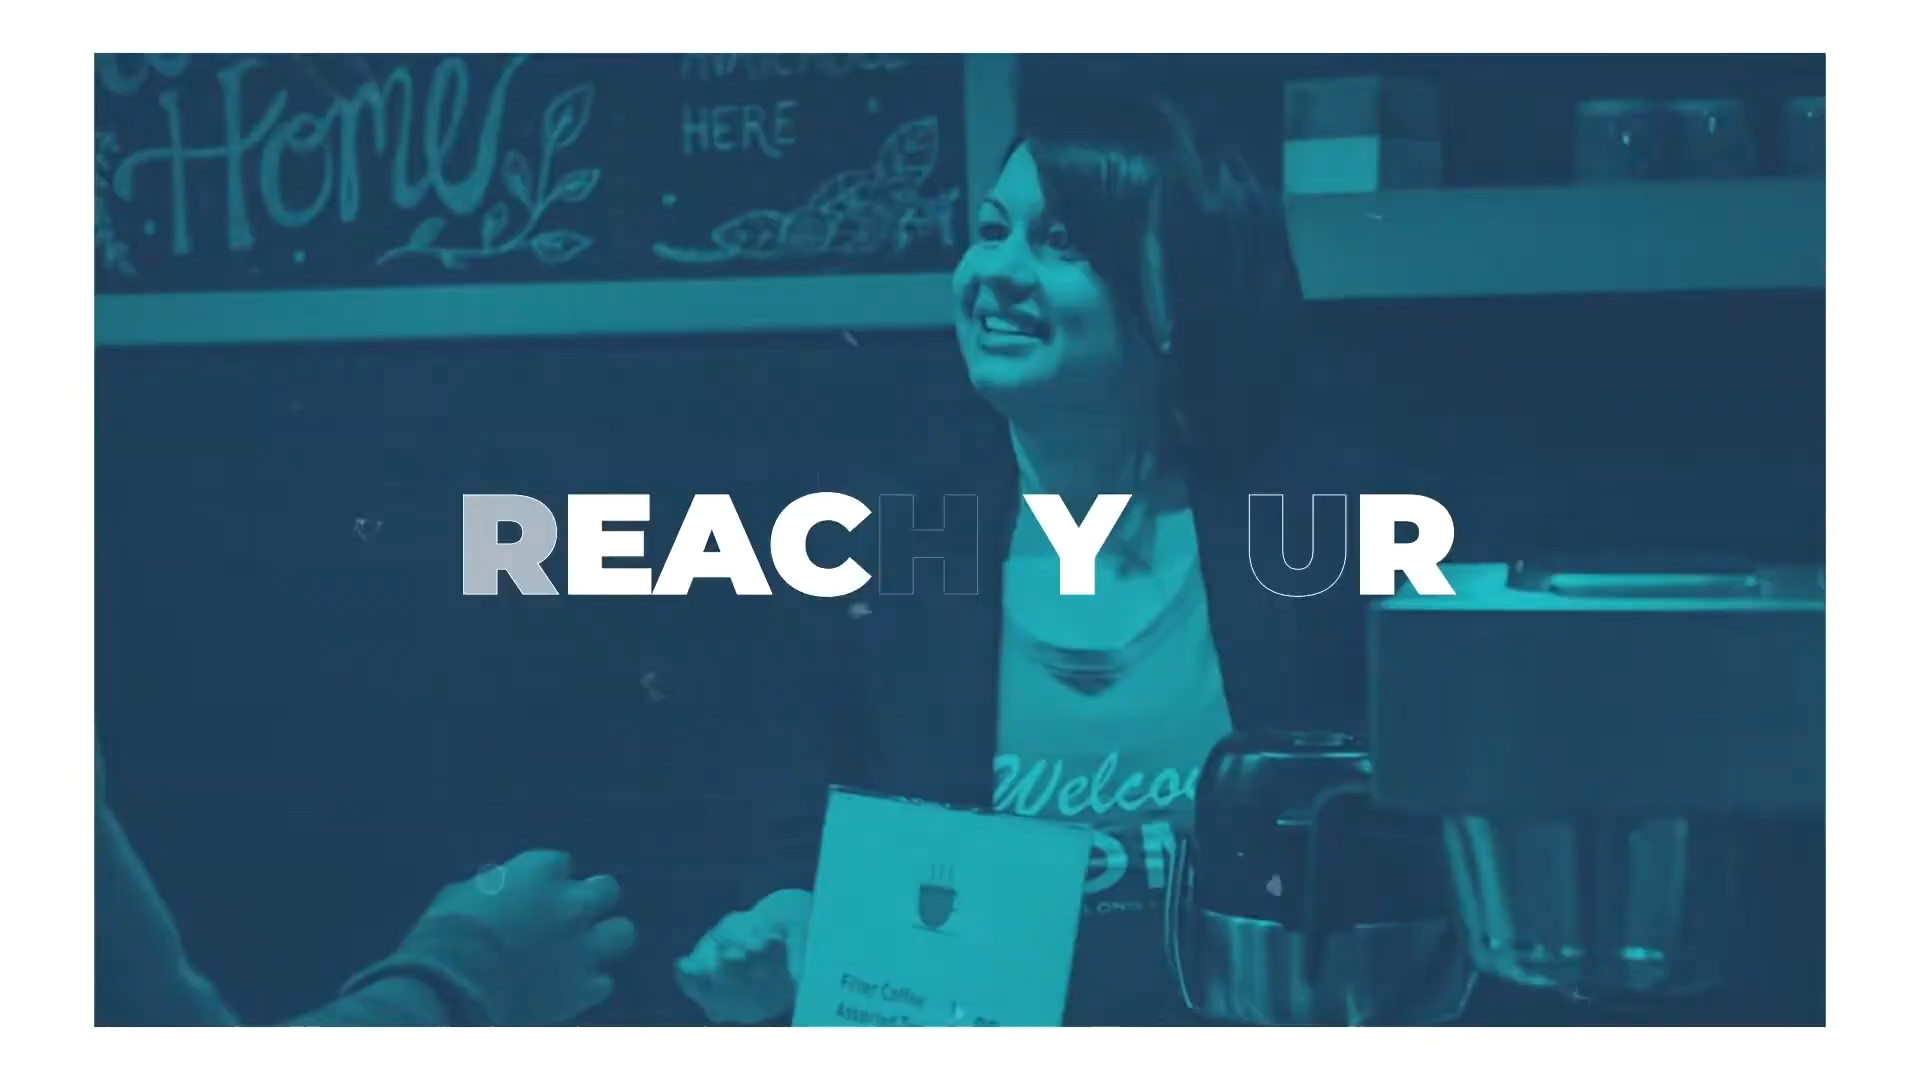 Home
HERE
REACH Y UR
Welco
Filter Coffee